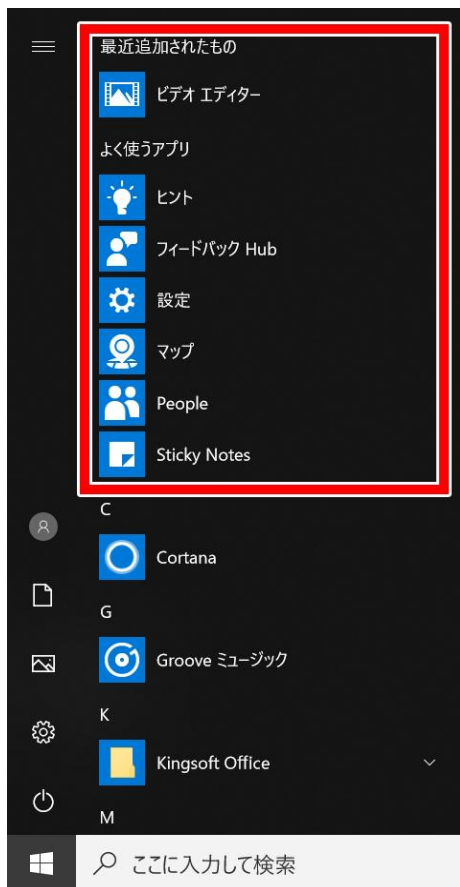 最近追加されたもの
ビデオ エディター
よく使うアプリ
ヒント
フィードバック Hub
設定
マップ
People
Sticky Notes
C
Cortana
G
Groove ミュージック
K
Kingsoft Office
M
ここに入力して検索